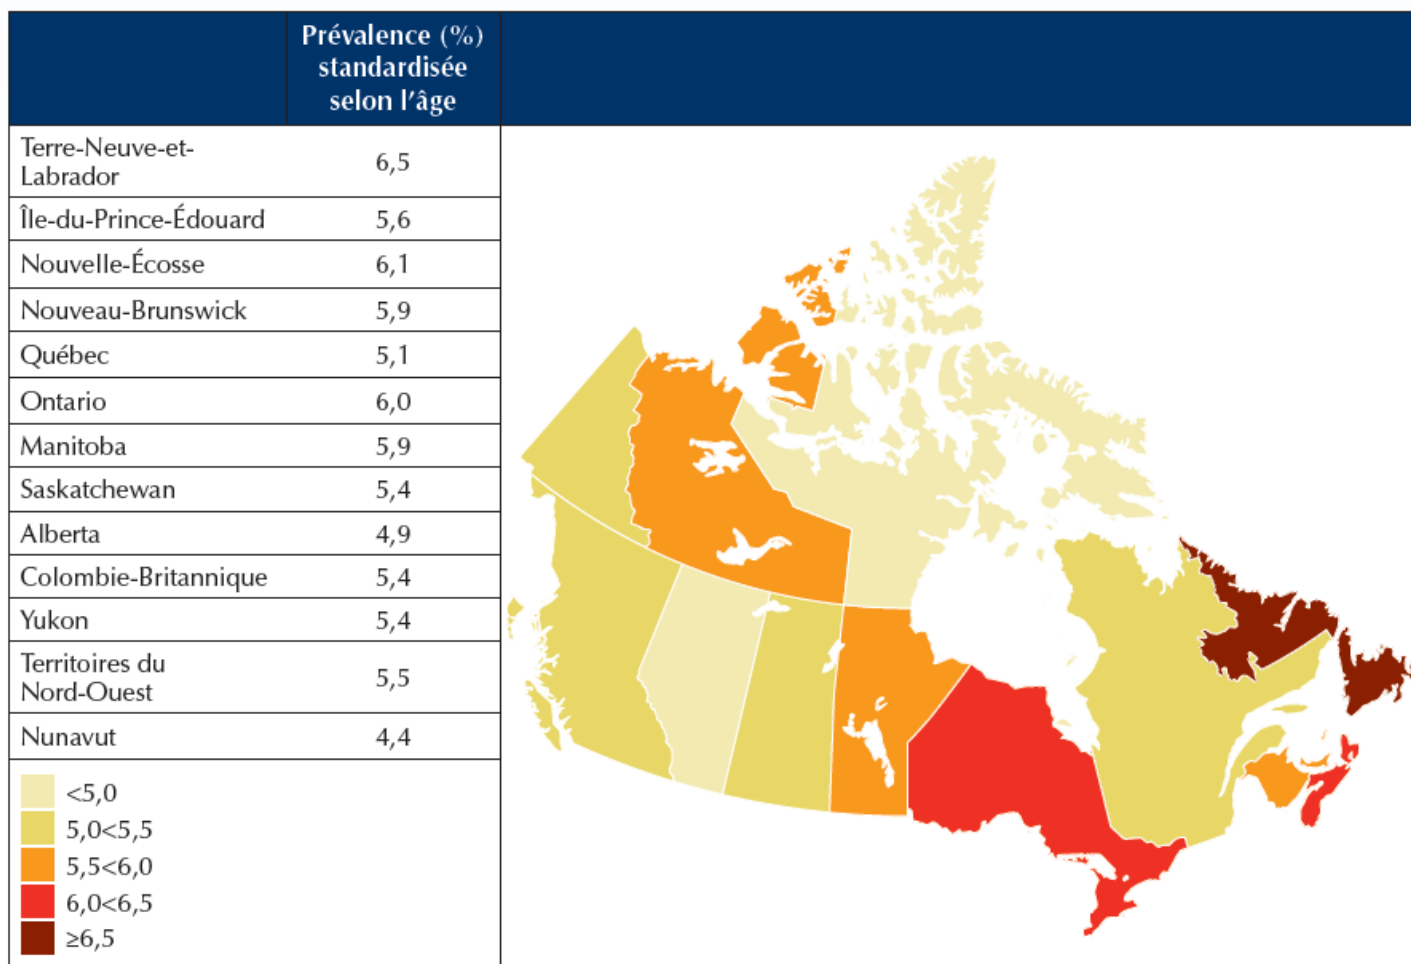 Prévalence (%)
standardisée
selon l'âge
Terre-Neuve-et-
Labrador
6,5
Île-du-Prince-Édouard 5,6
Nouvelle-Écosse 6,1
Nouveau-Brunswick 5,9
Québec 5,1
Ontario 6,0
Manitoba 5,9
Saskatchewan 5,4
Alberta 4,9
Colombie-Britannique 5,4
Yukon 5,4
Territoires du
Nord-Ouest
5,5
Nunavut 4,4
<5,0
5,0<5,5
5,5<6,0
6,0<6,5
≥6,5